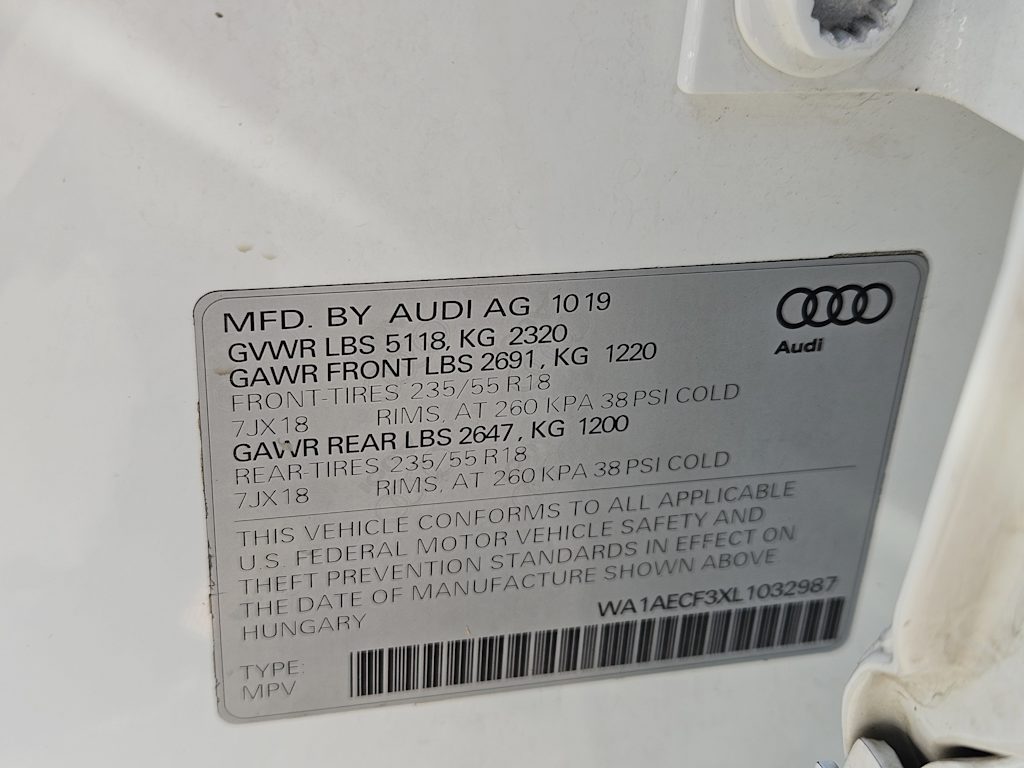 MFD. BY AUDI AG 10 19
GVWR LBS 5118, KG 2320
GAWR FRONT LBS 2691, KG 1220
FRONT-TIRES 235/55 R18
7JX18 RIMS, AT 260 KPA 38 PSI COLD
GAWR REAR LBS 2647, KG 1200
REAR-TIRES 235/55 R18
7JX18 RIMS, AT 260 KPA 38 PSI COLD
Audi
THIS VEHICLE CONFORMS TO ALL APPLICABLE
U.S. FEDERAL MOTOR VEHICLE SAFETY AND
THEFT PREVENTION STANDARDS IN EFFECT ON
THE DATE OF MANUFACTURE SHOWN ABOVE
HUNGARY
WA1AECF3XL1032987
TYPE:
MPV